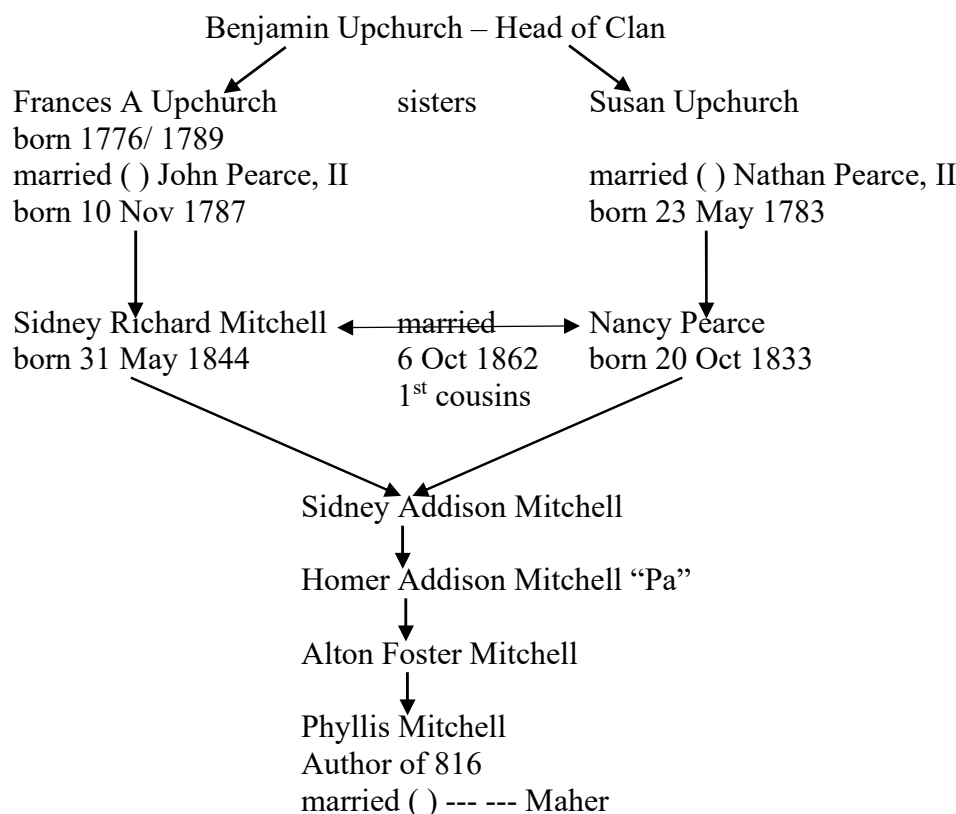 Benjamin Upchurch – Head of Clan
Frances A Upchurch sisters Susan Upchurch
born 1776/ 1789
married ( ) John Pearce, II married ( ) Nathan Pearce, II
born 10 Nov 1787 born 23 May 1783
Sidney Richard Mitchell married Nancy Pearce
born 31 May 1844 6 Oct 1862 born 20 Oct 1833
1st cousins
Sidney Addison Mitchell
Homer Addison Mitchell “Pa”
Alton Foster Mitchell
Phyllis Mitchell
Author of 816
married ( ) --- --- Maher